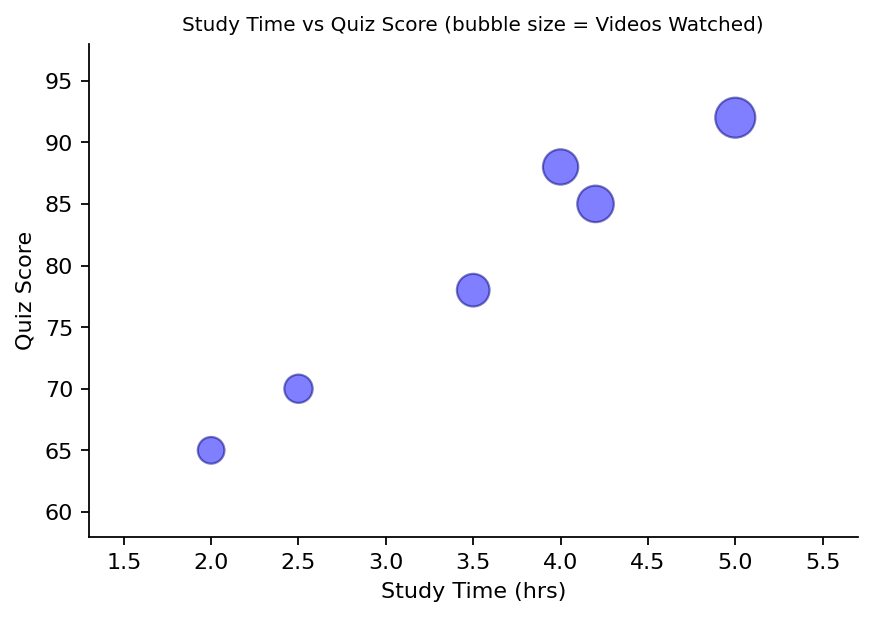 Study Time vs Quiz Score (bubble size = Videos Watched)
95
90
85
80
75
70
65
60
Quiz Score
1.5 2.0 2.5 3.0 3.5 4.0 4.5 5.0 5.5
Study Time (hrs)